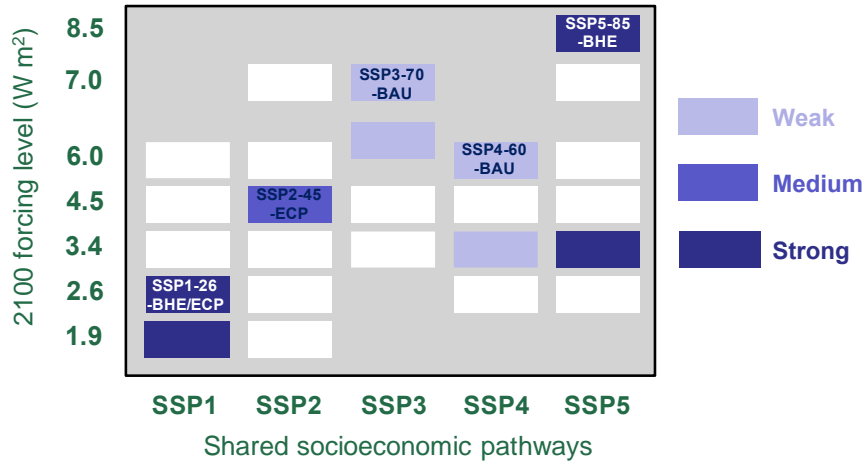 8.5
SSP5-85
-BHE
7.0
SSP3-70
-BAU
Weak
6.0
SSP4-60
-BAU
Medium
4.5
SSP2-45
-ECP
3.4
Strong
2.6
SSP1-26
-BHE/ECP
1.9
2100 forcing level (W m²)
SSP1 SSP2 SSP3 SSP4 SSP5
Shared socioeconomic pathways